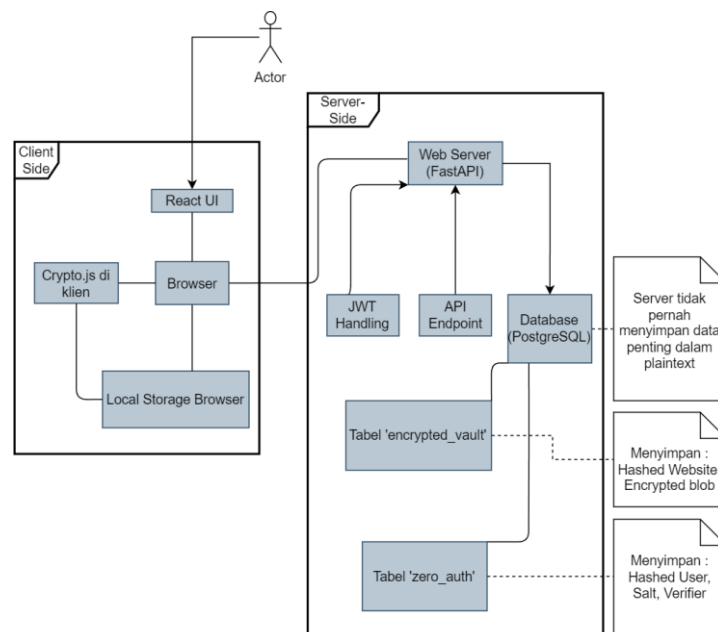 Actor
Client
Side
React UI
Crypto.js di
klien
Browser
Local Storage Browser
Server-
Side
Web Server
(FastAPI)
JWT
Handling
API
Endpoint
Database
(PostgreSQL)
Tabel 'encrypted_vault'
Tabel 'zero_auth'
Server tidak
pernah
menyimpan data
penting dalam
plaintext
Menyimpan :
Hashed Website
Encrypted blob
Menyimpan :
Hashed User,
Salt, Verifier